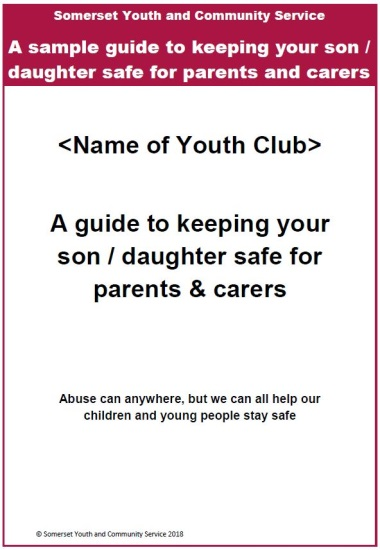 Somerset Youth and Community Service
A sample guide to keeping your son /
daughter safe for parents and carers
<Name of Youth Club>
A guide to keeping your
son / daughter safe for
parents & carers
Abuse can anywhere, but we can all help our
children and young people stay safe
© Somerset Youth and Community Service 2018